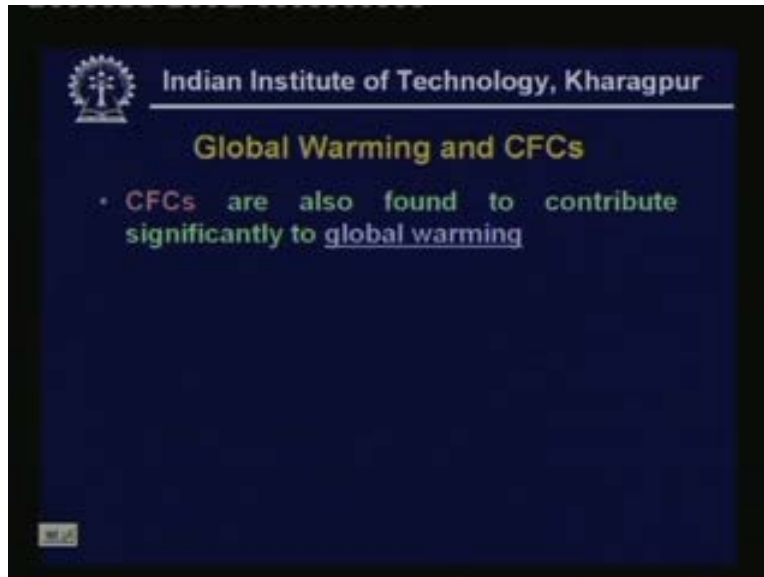 Indian Institute of Technology, Kharagpur
Global Warming and CFCs
• CFCs are also found to contribute
significantly to global warming